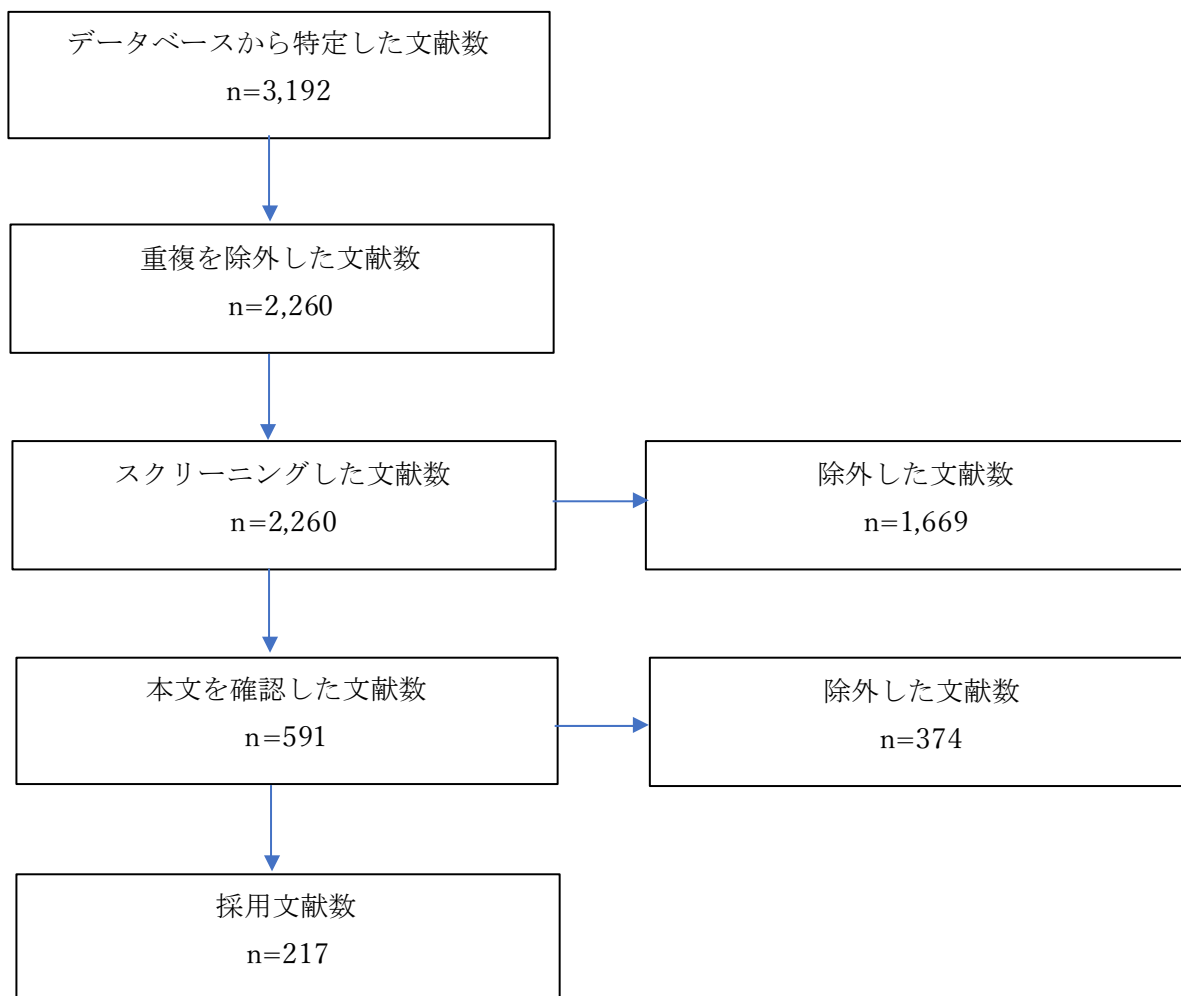 データベースから特定した文献数
n=3,192
重複を除外した文献数
n=2,260
スクリーニングした文献数
n=2,260
除外した文献数
n=1,669
本文を確認した文献数
n=591
除外した文献数
n=374
採用文献数
n=217